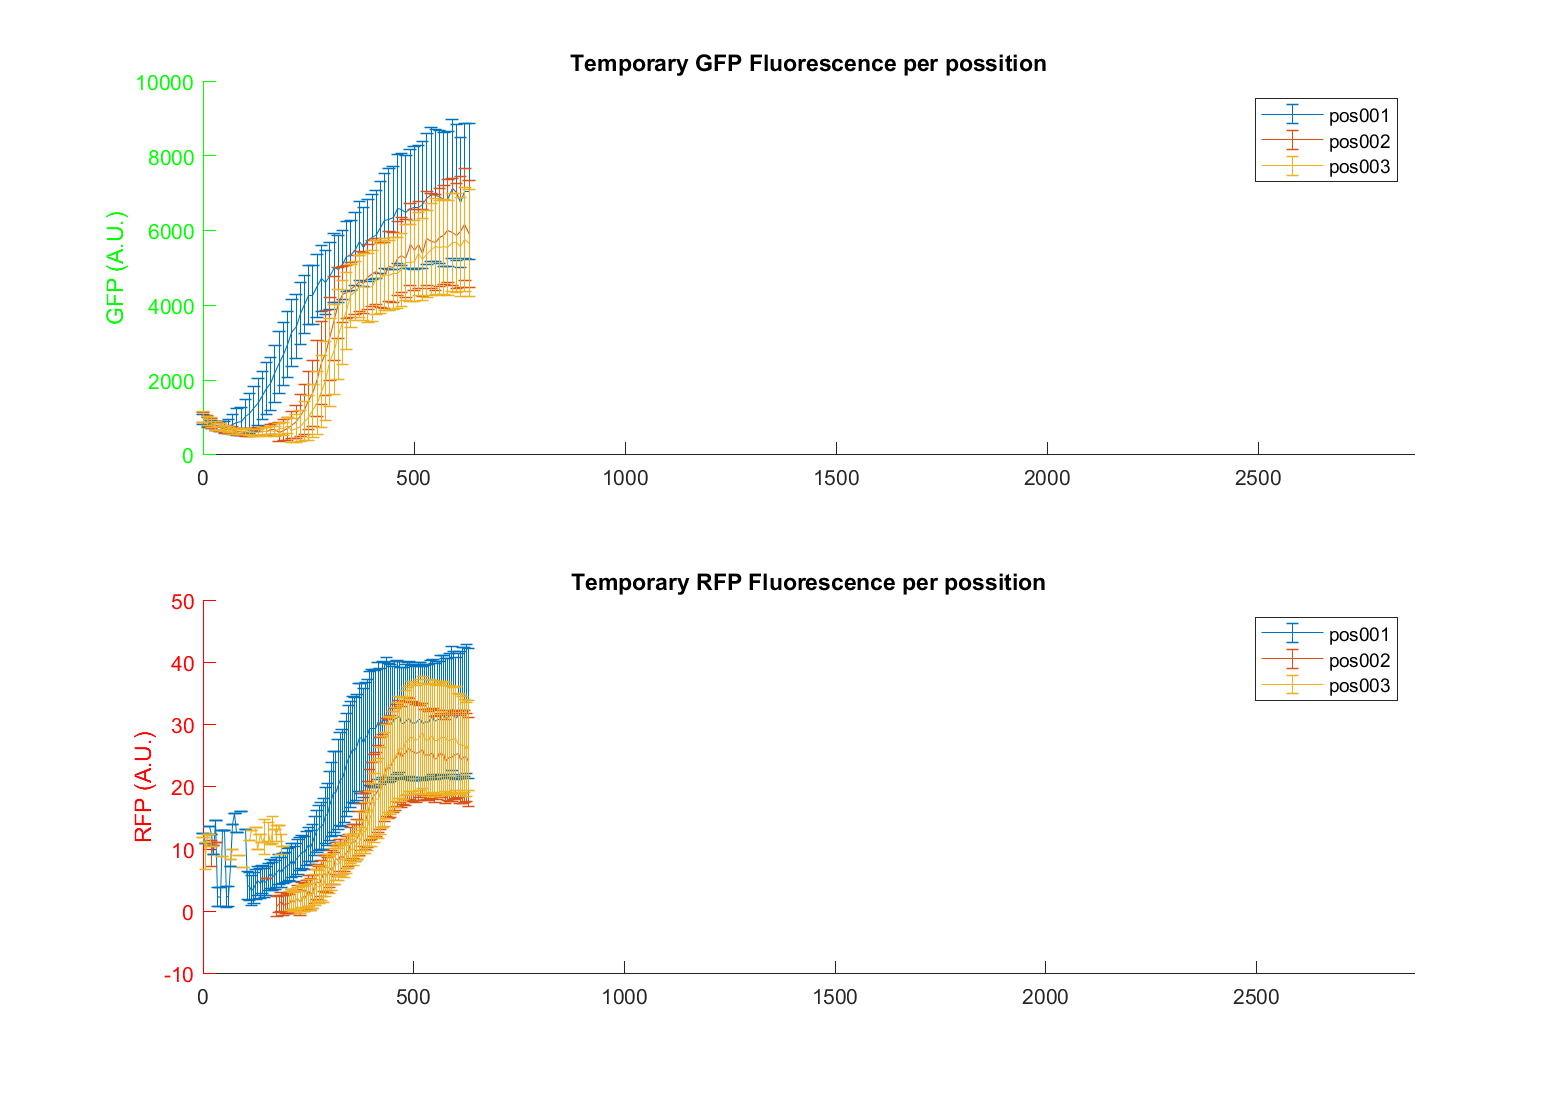 Temporary GFP Fluorescence per possition
10000
8000
6000
4000
2000
0
GFP (A.U.)
0 500 1000 1500 2000 2500
pos001
pos002
pos003
Temporary RFP Fluorescence per possition
50
40
30
20
10
0
-10
RFP (A.U.)
0 500 1000 1500 2000 2500
pos001
pos002
pos003